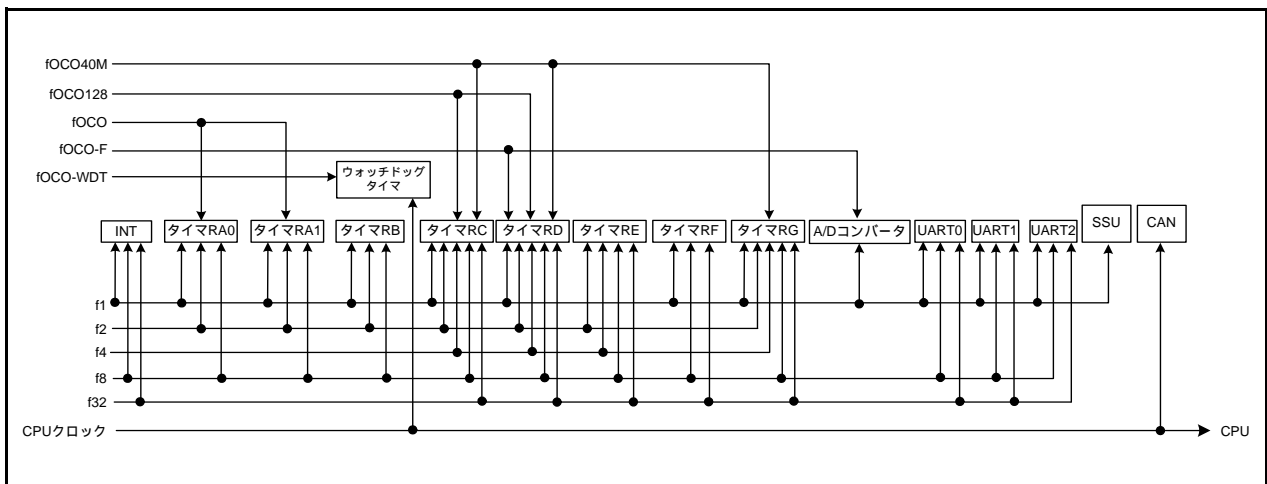 fOCO40M
fOCO128
fOCO
fOCO-F
fOCO-WDT
ウォッチドッグ
タイマ
INT
タイマRA0
タイマRA1
タイマRB
タイマRC
タイマRD
タイマRE
タイマRF
タイマRG
A/Dコンバータ
UART0
UART1
UART2
SSU
CAN
f1
f2
f4
f8
f32
CPUクロック
CPU